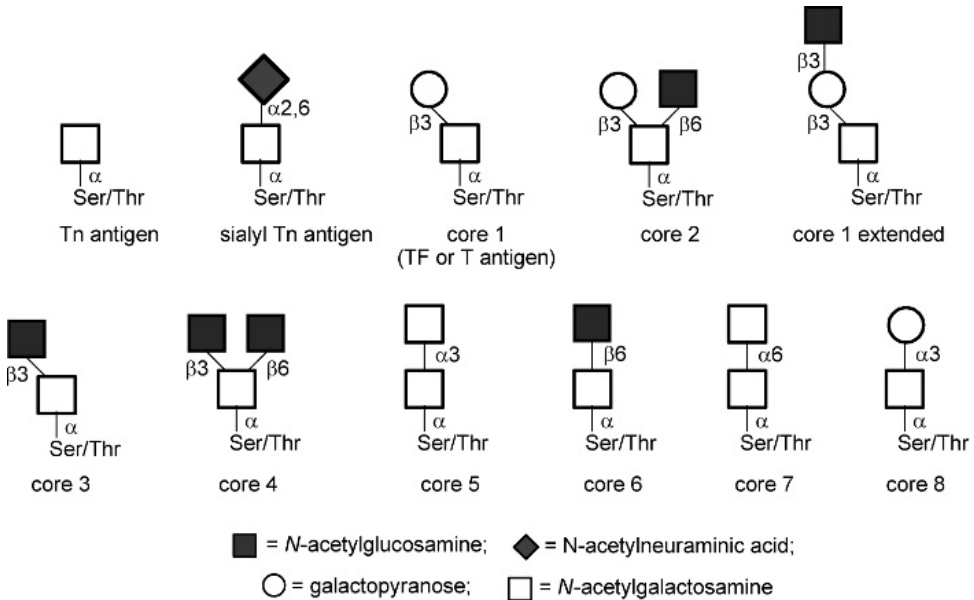 β3
α2,6
β3
β3
β6
β3
α
α
α
α
α
Ser/Thr
Ser/Thr
Ser/Thr
Ser/Thr
Ser/Thr
Tn antigen
sialyl Tn antigen
core 1
(TF or T antigen)
core 2
core 1 extended
β3
β3
β6
α3
β6
α6
α3
α
α
α
α
α
α
Ser/Thr
Ser/Thr
Ser/Thr
Ser/Thr
Ser/Thr
Ser/Thr
core 3
core 4
core 5
core 6
core 7
core 8
= N-acetylglucosamine;
= N-acetylneuraminic acid;
= galactopyranose;
= N-acetylgalactosamine